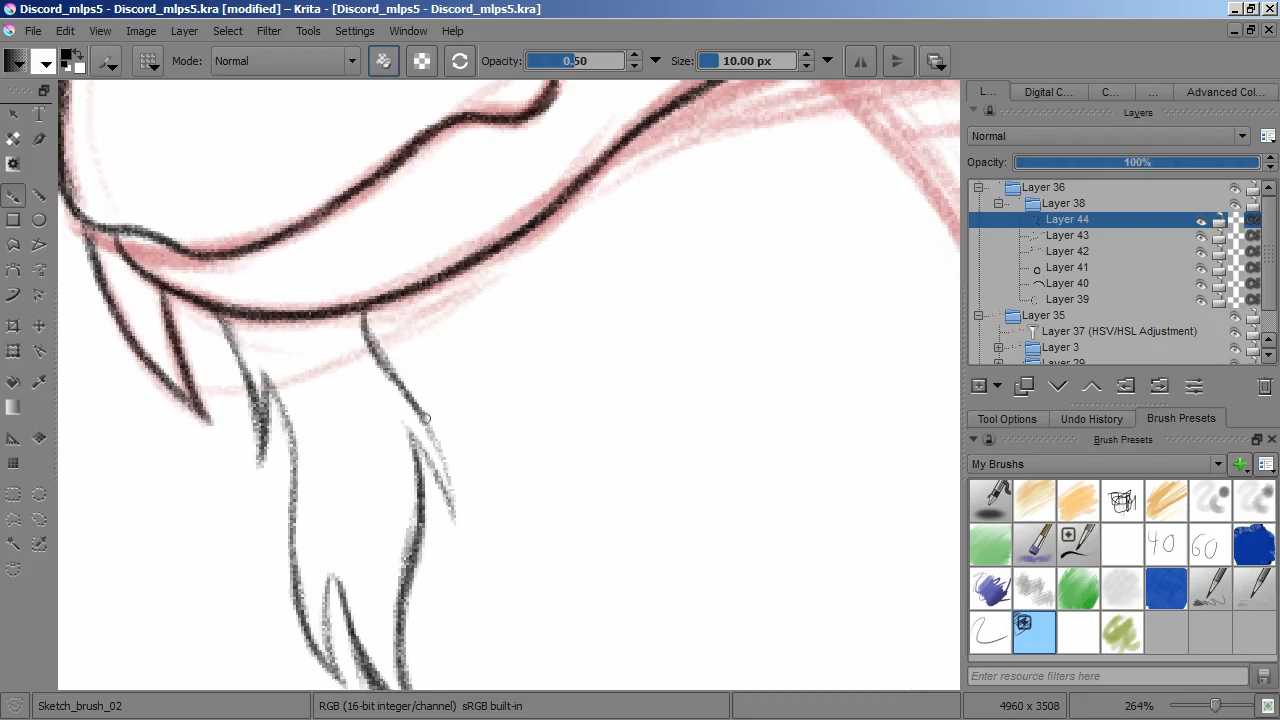 Discord_mlps5 - Discord_mlps5.kra [modified] – Krita - [Discord_mlps5 - Discord_mlps5.kra]
File Edit View Image Layer Select Filter Tools Settings Window Help
Mode: Normal Opacity: 0.50 Size: 10.00 px
L... Digital C... C... ... Advanced Col...
Layers
Normal
Opacity: 100%
Layer 36
Layer 38
Layer 44
Layer 43
Layer 42
Layer 41
Layer 40
Layer 39
Layer 35
Layer 37 (HSV/HSL Adjustment)
Layer 3
Layer 29
Tool Options Undo History Brush Presets
Brush Presets
My Brushes
40 60
Enter resource filters here
Sketch_brush_02 RGB (16-bit integer/channel) sRGB built-in 4960 x 3508 264%